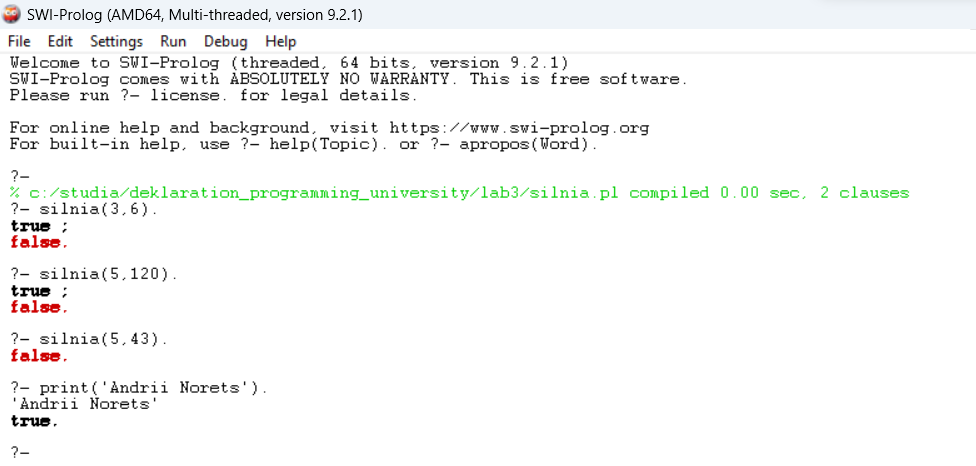 SWI-Prolog (AMD64, Multi-threaded, version 9.2.1)
File Edit Settings Run Debug Help
Welcome to SWI-Prolog (threaded, 64 bits, version 9.2.1)
SWI-Prolog comes with ABSOLUTELY NO WARRANTY. This is free software.
Please run ?- license. for legal details.
For online help and background, visit https://www.swi-prolog.org
For built-in help, use ?- help(Topic). or ?- apropos(Word).
?-
% c:/studia/deklaration_programming_university/lab3/silnia.pl compiled 0.00 sec, 2 clauses
?- silnia(3,6).
true ;
false.
?- silnia(5,120).
true ;
false.
?- silnia(5,43).
false.
?- print('Andrii Norets').
'Andrii Norets'
true.
?-